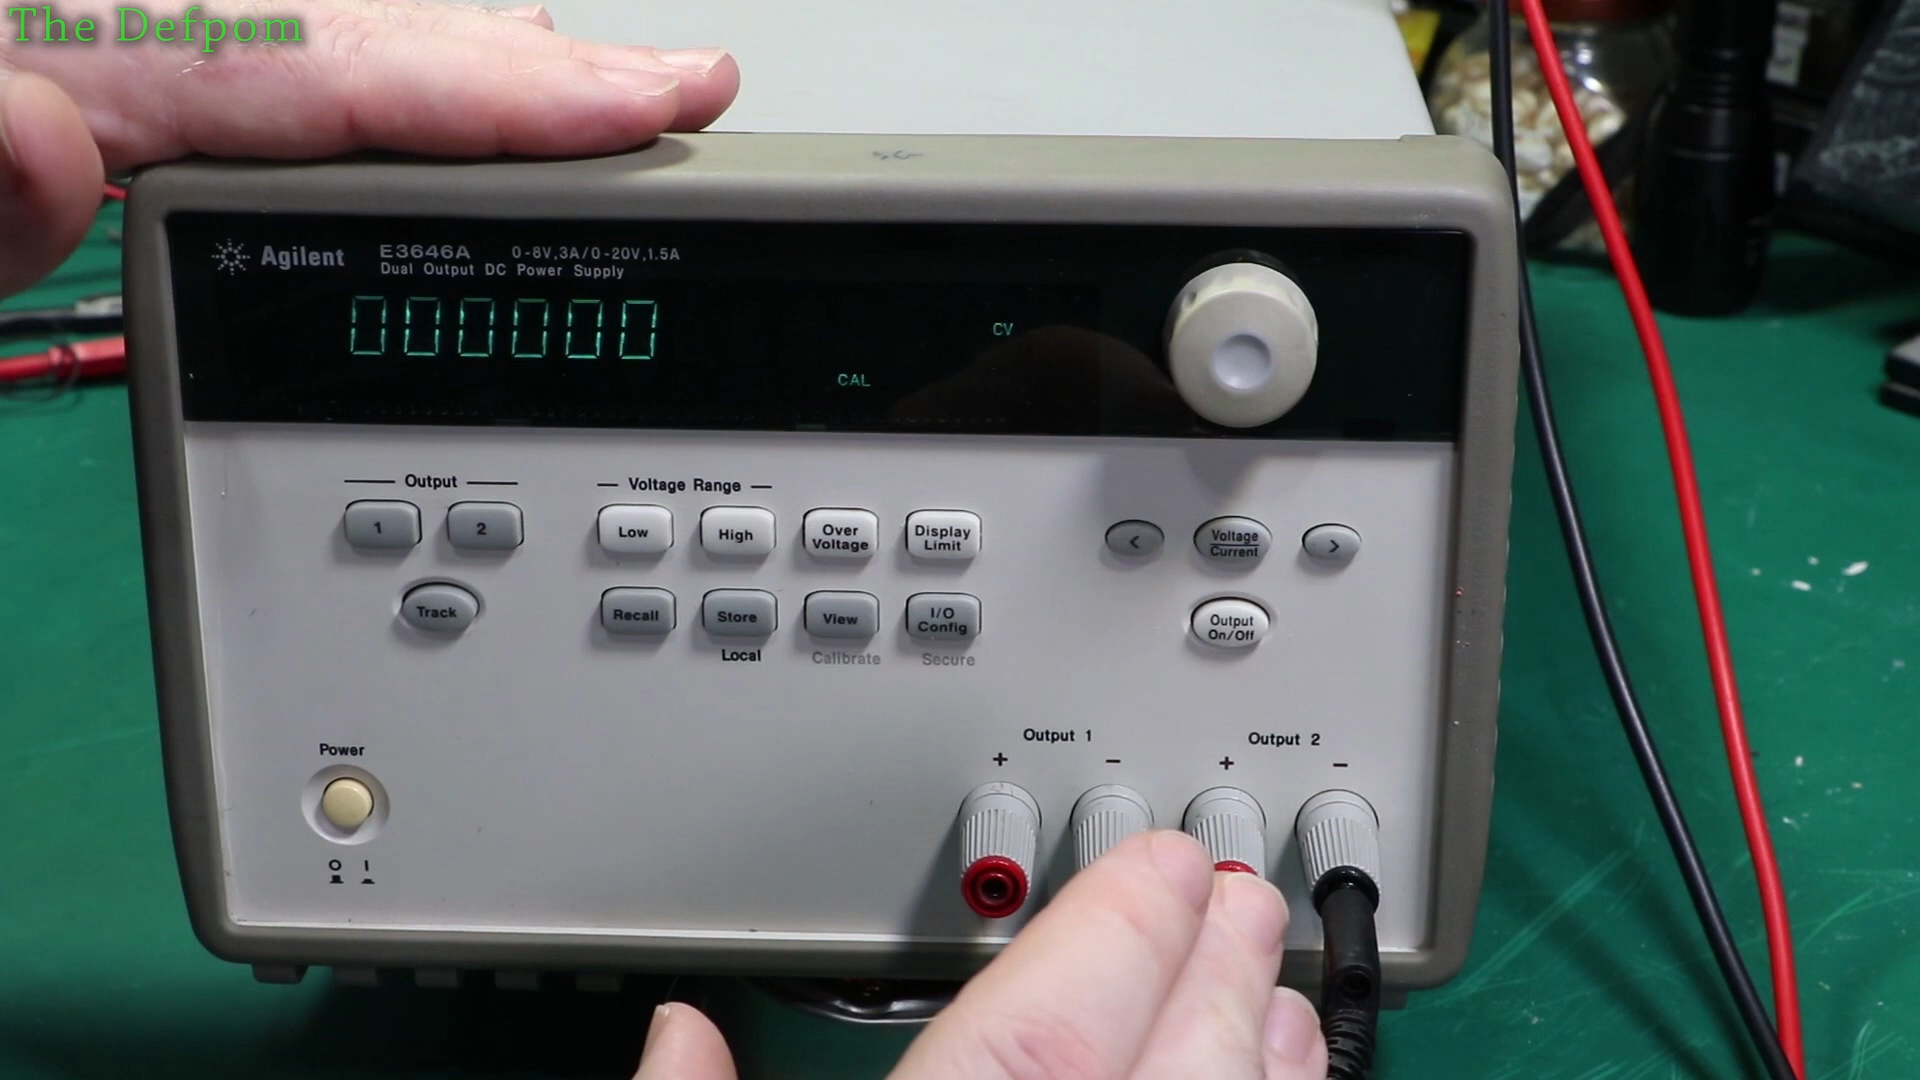 The Defpom
Agilent
E3646A 0-8V,3A/0-20V,1.5A
Dual Output DC Power Supply
000000
CV
CAL
Output
Voltage Range
1
2
Low
High
Over
Voltage
Display
Limit
<
Voltage
Current
>
Track
Recall
Store
View
I/O
Config
Output
On/Off
Local
Calibrate
Secure
Power
Output 1
Output 2
+
−
+
−
O I